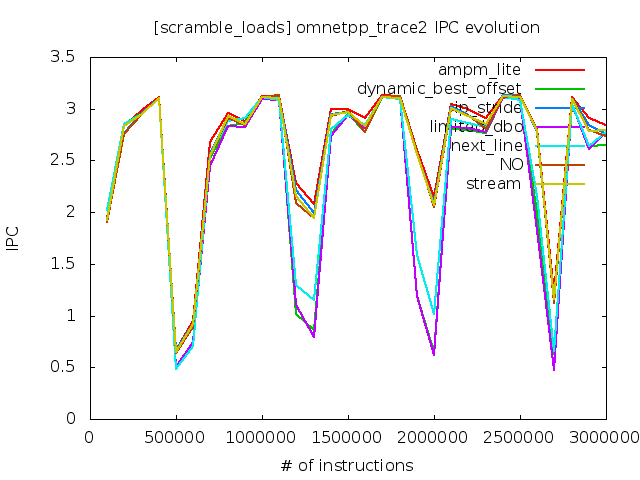 [scramble_loads] omnetpp_trace2 IPC evolution
3.5
3
2.5
2
1.5
1
0.5
0
IPC
ampm_lite
dynamic_best_offset
ip_stride
limited_dbo
next_line
NO
stream
0 500000 1000000 1500000 2000000 2500000 3000000
# of instructions